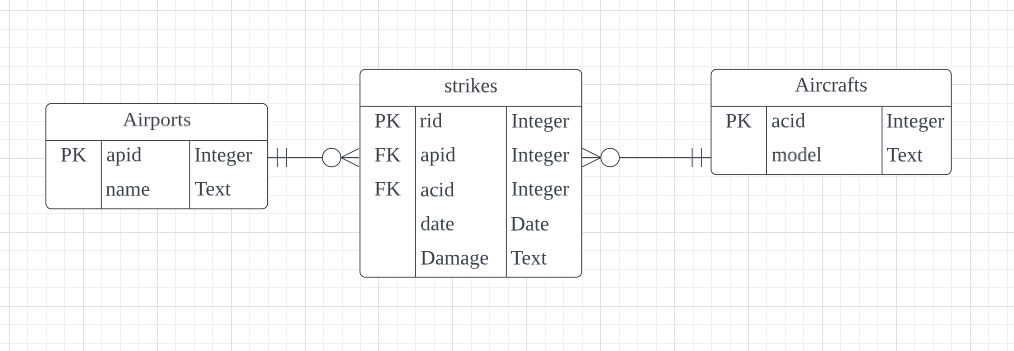 Airports
PK apid Integer
name Text
strikes
PK rid Integer
FK apid Integer
FK acid Integer
date Date
Damage Text
Aircrafts
PK acid Integer
model Text